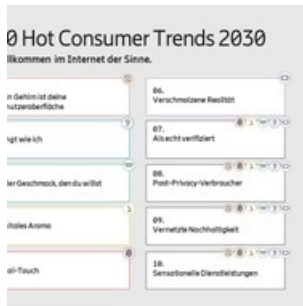 0 Hot Consumer Trends 2030
llkommen im Internet der Sinne.
n Gehirn ist deine
nutzeroberfläche
ngt wie ich
er Geschmack, den du willst
itales Aroma
al-Touch
06.
Verschmolzene Realität
07.
Als echt verifiziert
08.
Post-Privacy-Verbraucher
09.
Vernetzte Nachhaltigkeit
10.
Sensationelle Dienstleistungen